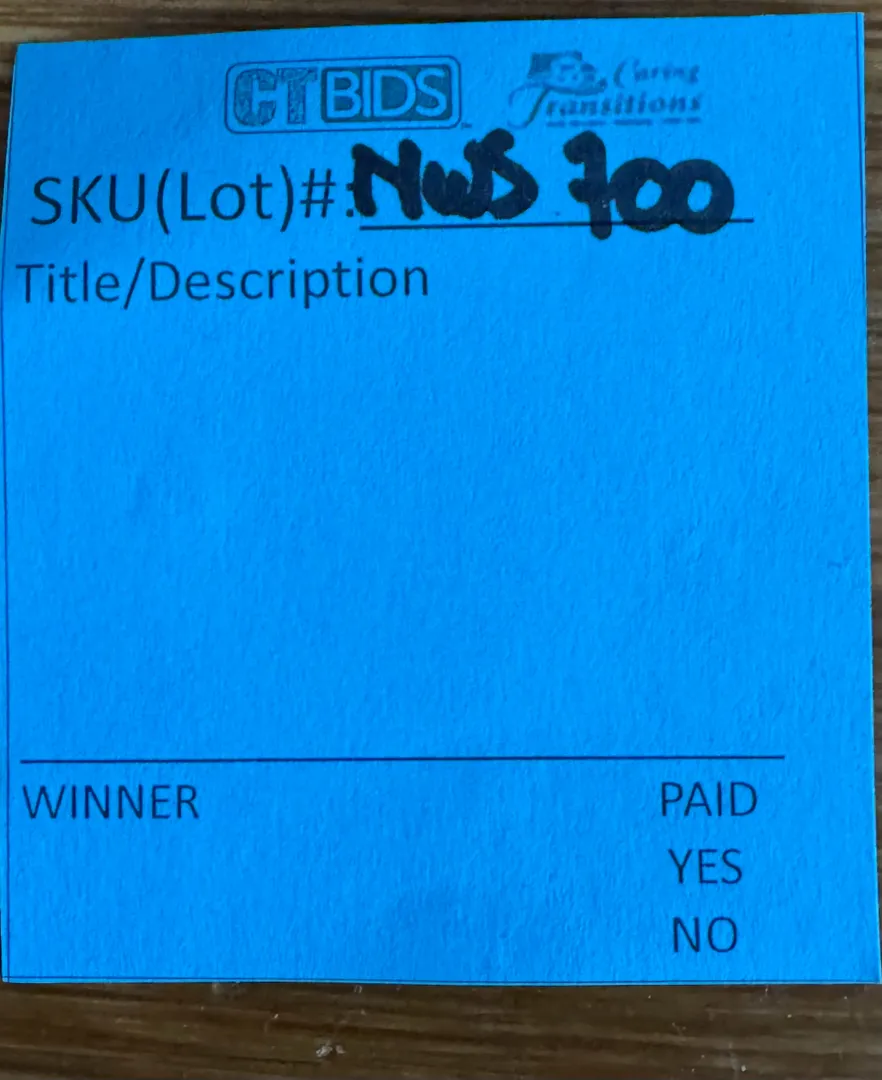 CTBIDS
Caring
Transitions
SKU(Lot)#: NWS 700
Title/Description
WINNER PAID
YES
NO